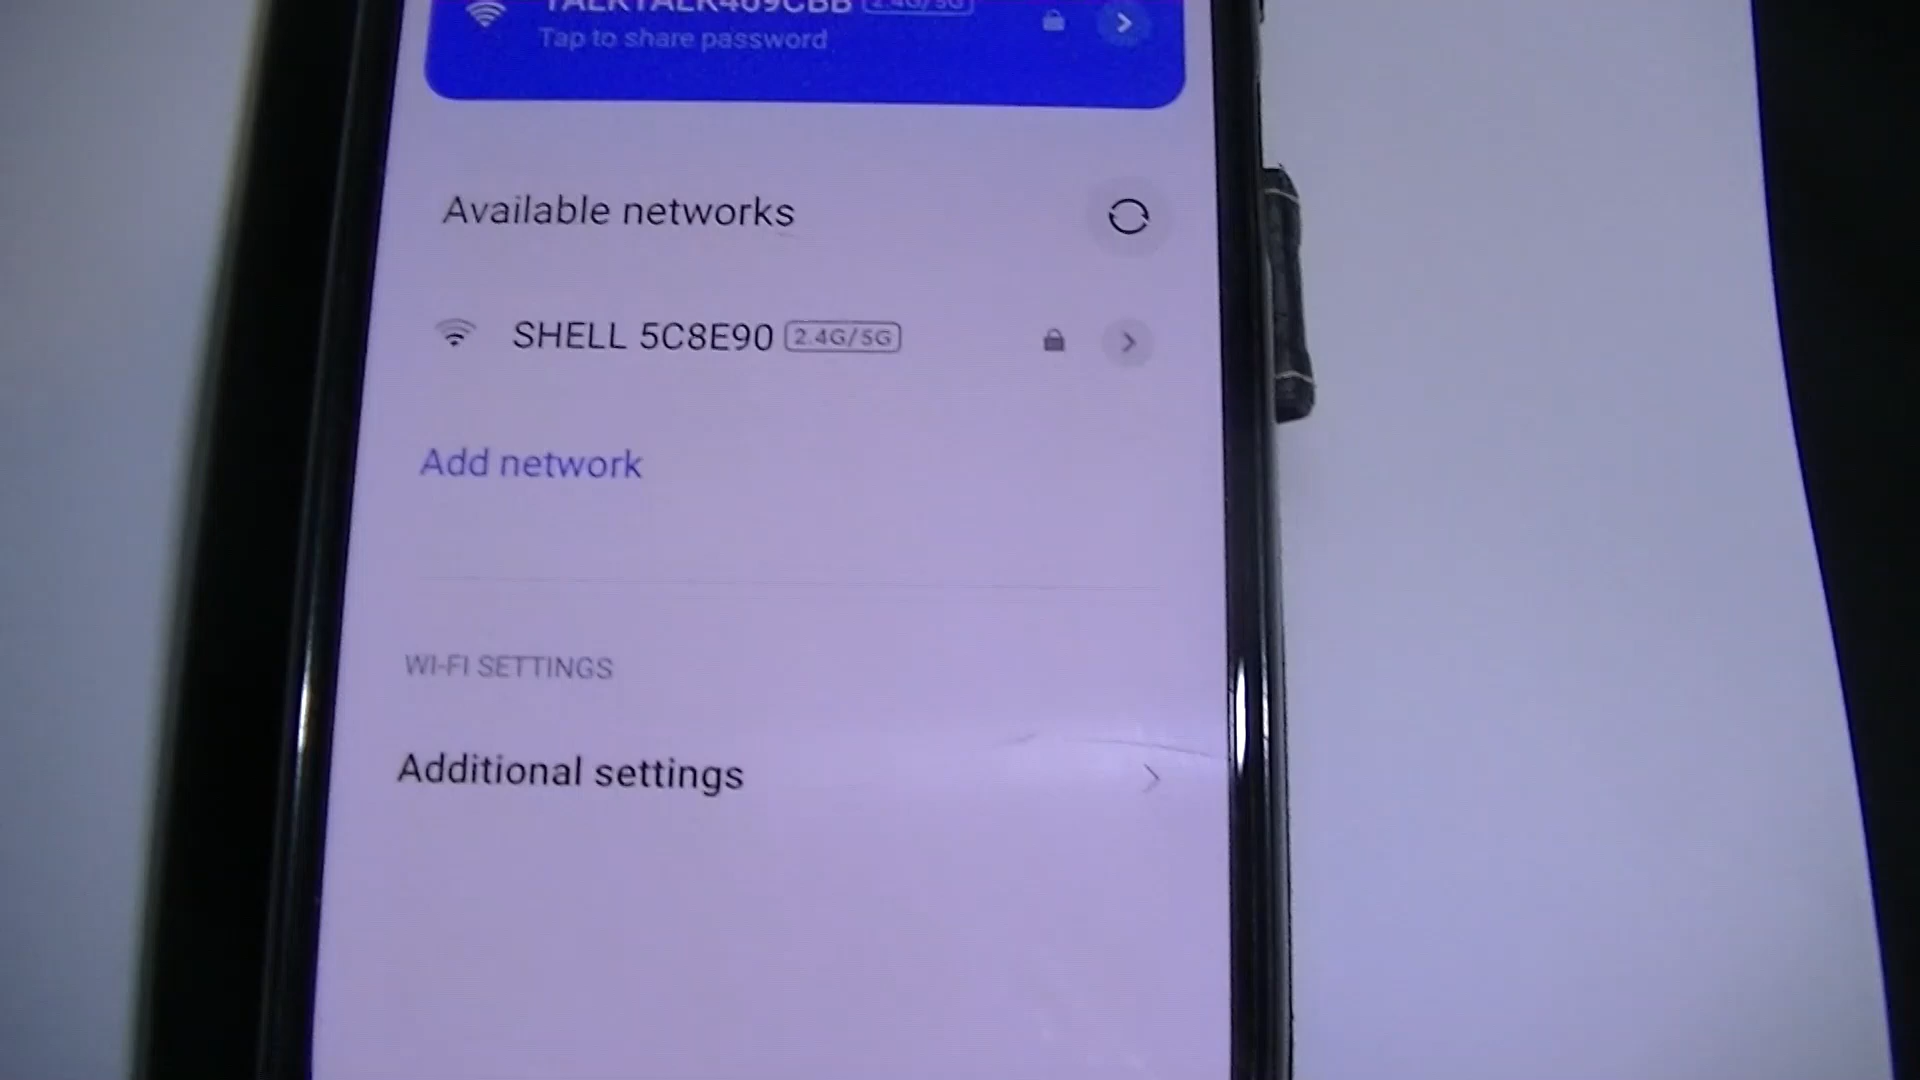 TALKTALK409CBB 2.4G/5G
Tap to share password
Available networks
SHELL 5C8E90 2.4G/5G
Add network
WI-FI SETTINGS
Additional settings